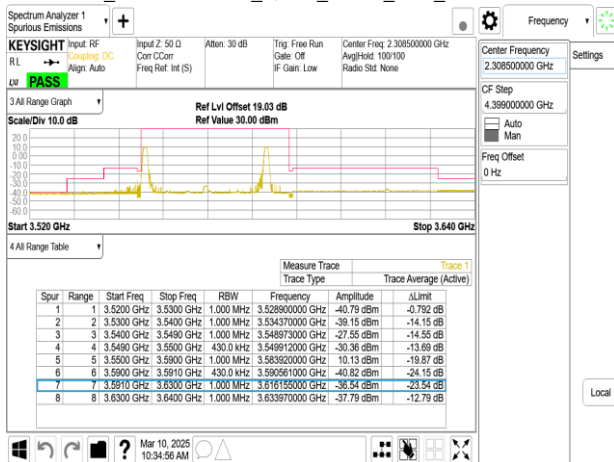 Spectrum Analyzer 1
Spurious Emissions
Frequency
KEYSIGHT Input: RF Input Z: 50 Ω Atten: 30 dB Trig: Free Run Center Freq: 2.308500000 GHz
RL Coupling: DC Corr CCorr Gate: Off Avg|Hold: 100/100
Align: Auto Freq Ref: Int (S) IF Gain: Low Radio Std: None
PASS
Center Frequency
2.308500000 GHz
Settings
CF Step
4.399000000 GHz
Auto
Man
Freq Offset
0 Hz
Local
3 All Range Graph
Ref Lvl Offset 19.03 dB
Scale/Div 10.0 dB Ref Value 30.00 dBm
20.0
10.0
0.00
-10.0
-20.0
-30.0
-40.0
-50.0
-60.0
Start 3.520 GHz Stop 3.640 GHz
4 All Range Table
Measure Trace Trace 1
Trace Type Trace Average (Active)
Spur Range Start Freq Stop Freq RBW Frequency Amplitude ΔLimit
1 1 3.5200 GHz 3.5300 GHz 1.000 MHz 3.528900000 GHz -40.79 dBm -0.792 dB
2 2 3.5300 GHz 3.5400 GHz 1.000 MHz 3.534370000 GHz -39.15 dBm -14.15 dB
3 3 3.5400 GHz 3.5490 GHz 1.000 MHz 3.548973000 GHz -27.55 dBm -14.55 dB
4 4 3.5490 GHz 3.5500 GHz 430.0 kHz 3.549912000 GHz -30.36 dBm -13.69 dB
5 5 3.5500 GHz 3.5900 GHz 1.000 MHz 3.583920000 GHz 10.13 dBm -19.87 dB
6 6 3.5900 GHz 3.5910 GHz 430.0 kHz 3.590561000 GHz -40.82 dBm -24.15 dB
7 7 3.5910 GHz 3.6300 GHz 1.000 MHz 3.616155000 GHz -36.54 dBm -23.54 dB
8 8 3.6300 GHz 3.6400 GHz 1.000 MHz 3.633970000 GHz -37.79 dBm -12.79 dB
Mar 10, 2025
10:34:56 AM